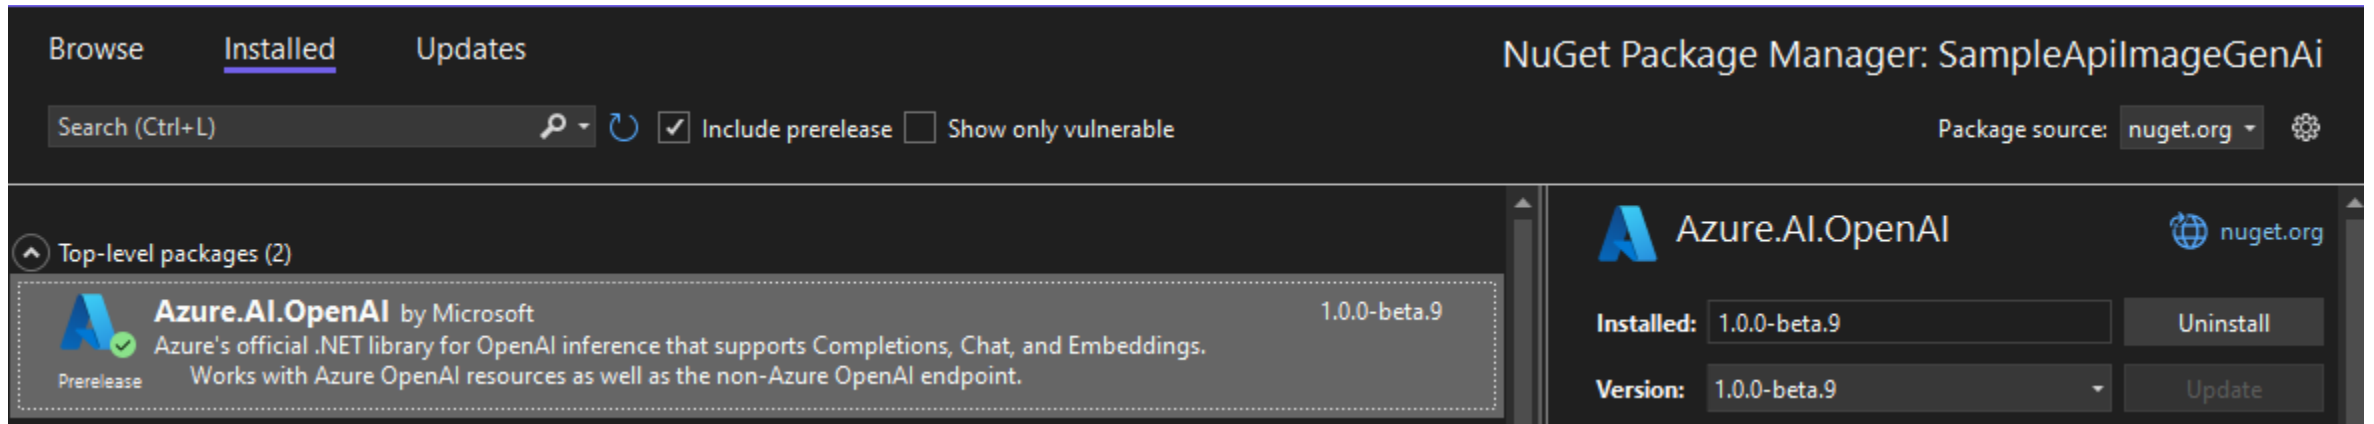 Browse Installed Updates
NuGet Package Manager: SampleApiImageGenAi
Search (Ctrl+L) Include prerelease Show only vulnerable
Package source: nuget.org
Top-level packages (2)
Azure.AI.OpenAI by Microsoft 1.0.0-beta.9
Azure's official .NET library for OpenAI inference that supports Completions, Chat, and Embeddings.
Prerelease Works with Azure OpenAI resources as well as the non-Azure OpenAI endpoint.
Azure.AI.OpenAI nuget.org
Installed: 1.0.0-beta.9 Uninstall
Version: 1.0.0-beta.9 Update